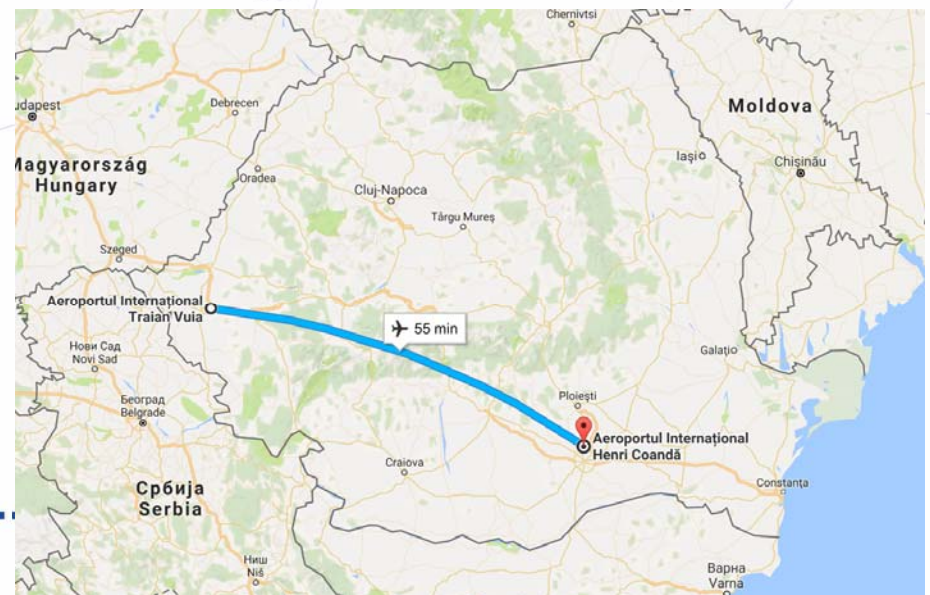 Chernivtsi
udapest
Debrecen
Moldova
Magyarország
Hungary
Oradea
Iași
Chișinău
Cluj-Napoca
Târgu Mureș
Szeged
Aeroportul Internațional
Traian Vuia
55 min
Нови Сад
Novi Sad
Galați
Београд
Belgrade
Ploiești
Aeroportul Internațional
Henri Coandă
Craiova
Constanța
Србија
Serbia
Ниш
Niš
Варна
Varna